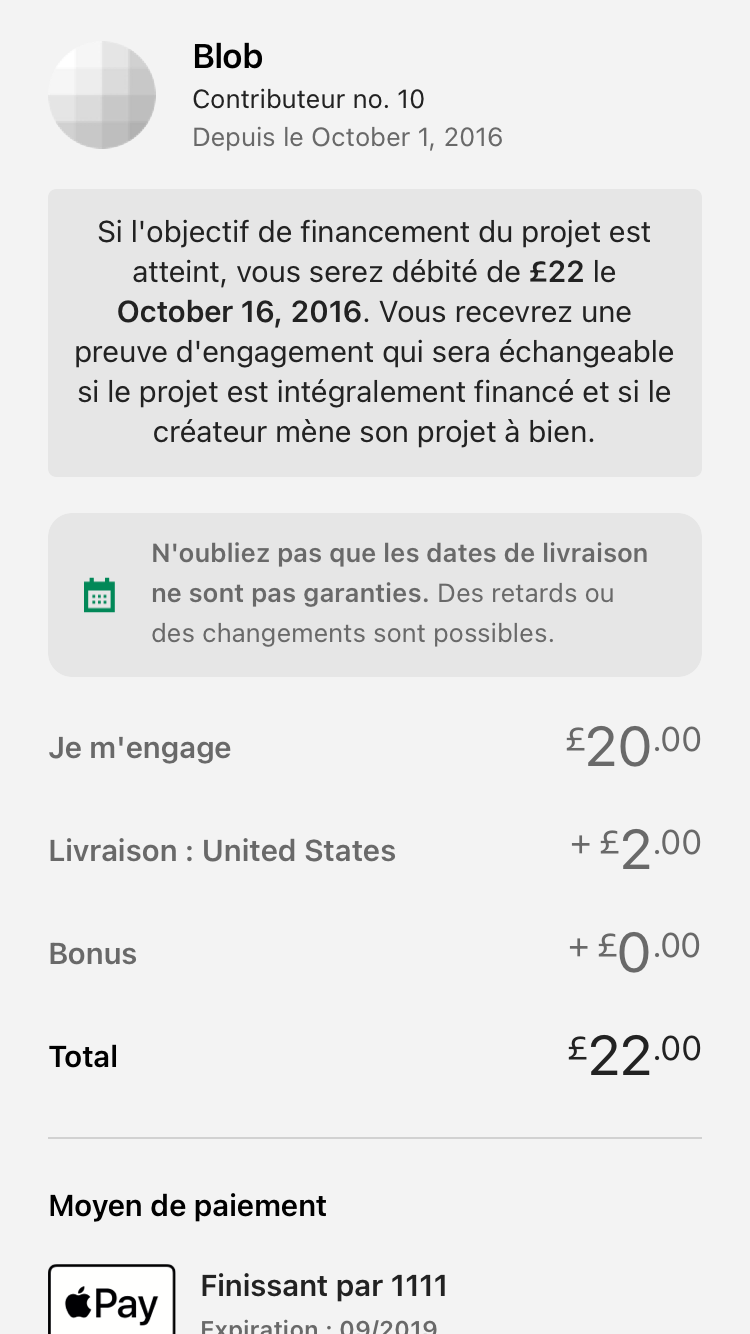 Blob
Contributeur no. 10
Depuis le October 1, 2016
Si l'objectif de financement du projet est
atteint, vous serez débité de £22 le
October 16, 2016. Vous recevrez une
preuve d'engagement qui sera échangeable
si le projet est intégralement financé et si le
créateur mène son projet à bien.
N'oubliez pas que les dates de livraison
ne sont pas garanties. Des retards ou
des changements sont possibles.
Je m'engage £20.00
Livraison : United States + £2.00
Bonus + £0.00
Total £22.00
Moyen de paiement
Pay Finissant par 1111
Expiration : 09/2019